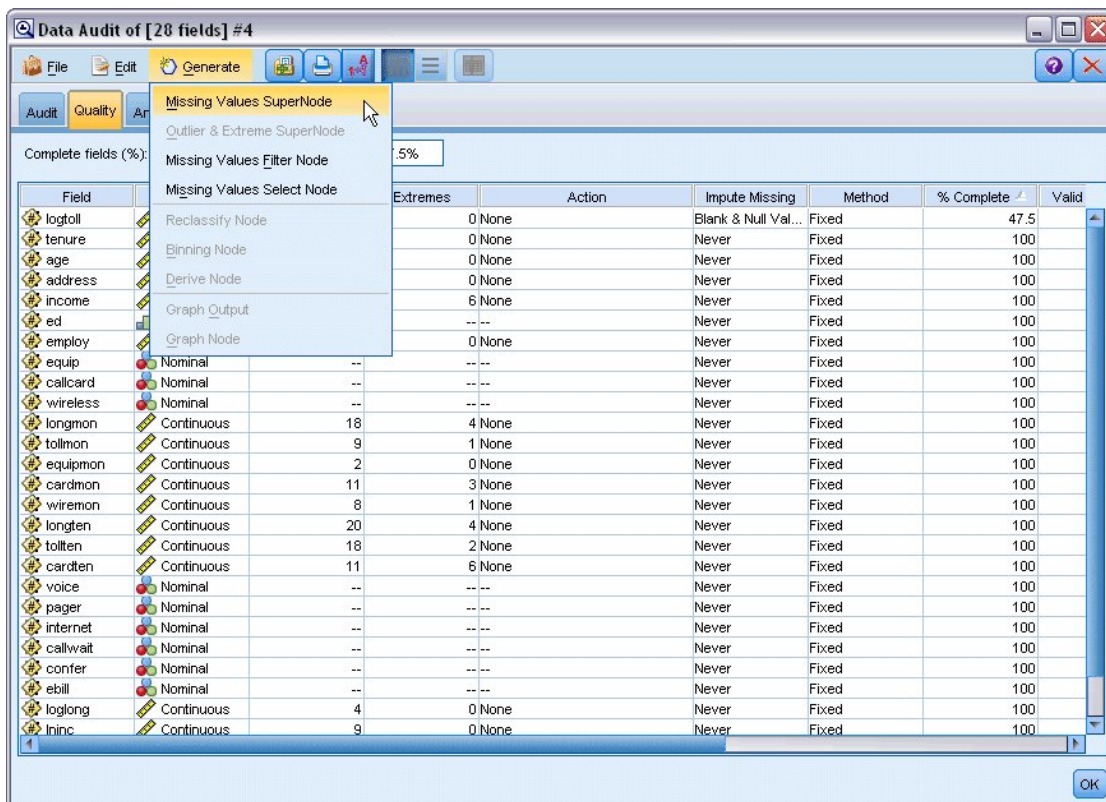 Data Audit of [28 fields] #4
File Edit Generate
Audit Quality An
Missing Values SuperNode
Outlier & Extreme SuperNode
Missing Values Filter Node
Missing Values Select Node
Reclassify Node
Binning Node
Derive Node
Graph Output
Graph Node
Complete fields (%): .5%
Field Extremes Action Impute Missing Method % Complete Valid
logtoll 0 None Blank & Null Val... Fixed 47.5
tenure 0 None Never Fixed 100
age 0 None Never Fixed 100
address 0 None Never Fixed 100
income 6 None Never Fixed 100
ed -- -- Never Fixed 100
employ 0 None Never Fixed 100
equip Nominal -- -- -- Never Fixed 100
callcard Nominal -- -- -- Never Fixed 100
wireless Nominal -- -- -- Never Fixed 100
longmon Continuous 18 4 None Never Fixed 100
tollmon Continuous 9 1 None Never Fixed 100
equipmon Continuous 2 0 None Never Fixed 100
cardmon Continuous 11 3 None Never Fixed 100
wiremon Continuous 8 1 None Never Fixed 100
longten Continuous 20 4 None Never Fixed 100
tollten Continuous 18 2 None Never Fixed 100
cardten Continuous 11 6 None Never Fixed 100
voice Nominal -- -- -- Never Fixed 100
pager Nominal -- -- -- Never Fixed 100
internet Nominal -- -- -- Never Fixed 100
callwait Nominal -- -- -- Never Fixed 100
confer Nominal -- -- -- Never Fixed 100
ebill Nominal -- -- -- Never Fixed 100
loglong Continuous 4 0 None Never Fixed 100
lninc Continuous 9 0 None Never Fixed 100
OK